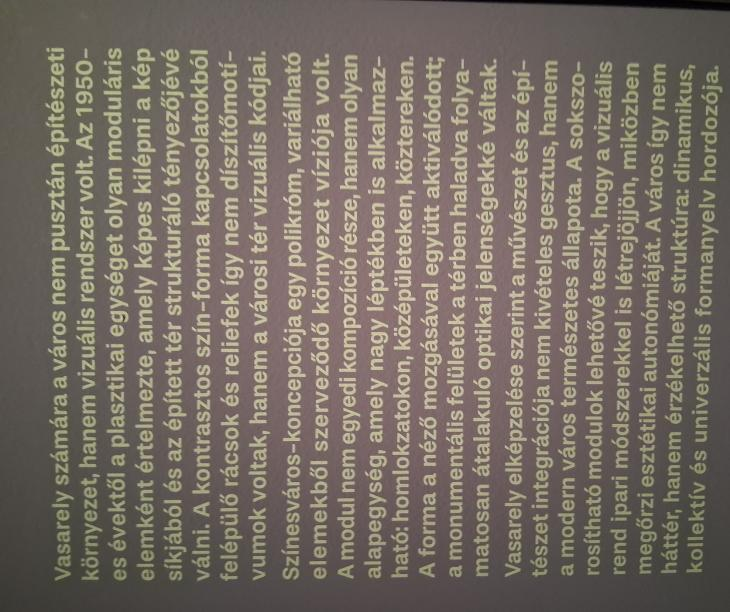 Vasarely számára a város nem pusztán építészeti
környezet, hanem vizuális rendszer volt. Az 1950-
es évektől a plasztikai egységet olyan moduláris
elemként értelmezte, amely képes kilépni a kép
síkjából és az épített tér strukturáló tényezőjévé
válni. A kontrasztos szín-forma kapcsolatokból
felépülő rácsok és reliefek így nem díszítőmotí-
vumok voltak, hanem a városi tér vizuális kódjai.
Színesváros-koncepciója egy polikróm, variálható
elemekből szerveződő környezet víziója volt.
A modul nem egyedi kompozíció része, hanem olyan
alapegység, amely nagy léptekben is alkalmaz-
ható: homlokzatokon, középületeken, köztereken.
A forma a néző mozgásával együtt aktiválódott;
a monumentális felületek a térben haladva folya-
matosan átalakuló optikai jelenségekké váltak.
Vasarely elképzelése szerint a művészet és az épí-
tészet integrációja nem kivételes gesztus, hanem
a modern város természetes állapota. A sokszo-
rosítható modulok lehetővé teszik, hogy a vizuális
rend ipari módszerekkel is létrejöjjön, miközben
megőrzi esztétikai autonómiáját. A város így nem
háttér, hanem érzékelhető struktúra: dinamikus,
kollektív és univerzális formanyelv hordozója.